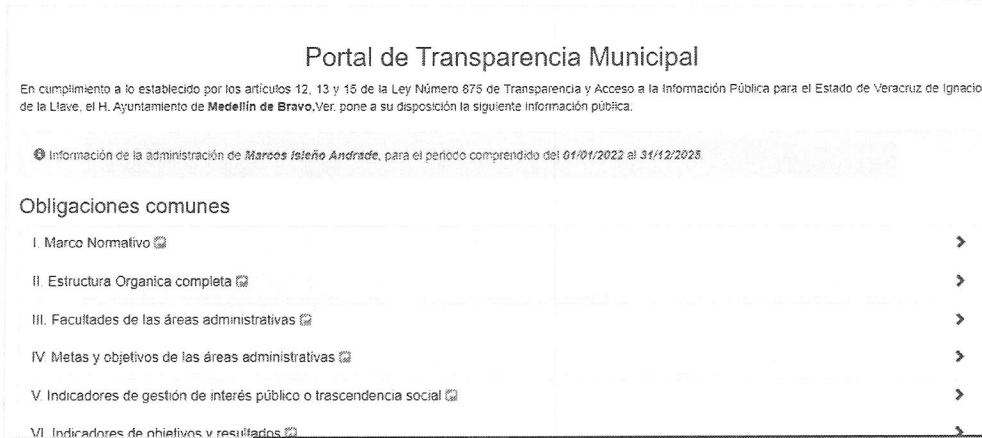 Portal de Transparencia Municipal
En cumplimiento a lo establecido por los artículos 12, 13 y 15 de la Ley Número 875 de Transparencia y Acceso a la Información Pública para el Estado de Veracruz de Ignacio
de la Llave, el H. Ayuntamiento de Medellín de Bravo,Ver. pone a su disposición la siguiente información pública.
Información de la administración de Marcos Isleño Andrade, para el periodo comprendido del 01/01/2022 al 31/12/2025
Obligaciones comunes
I. Marco Normativo
II. Estructura Organica completa
III. Facultades de las áreas administrativas
IV. Metas y objetivos de las áreas administrativas
V. Indicadores de gestión de interés público o trascendencia social
VI. Indicadores de objetivos y resultados